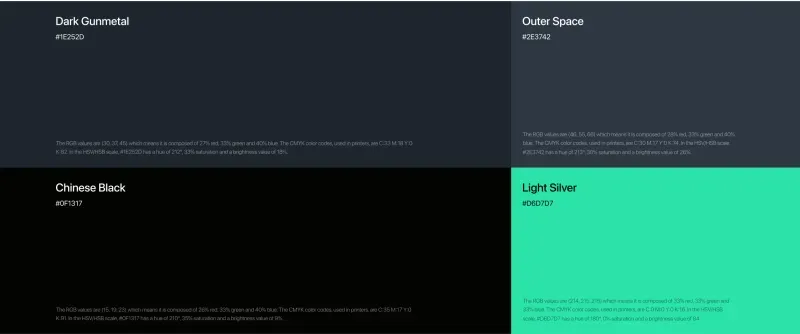 Dark Gunmetal
#1E252D
The RGB values are (30, 37, 45) which means it is composed of 27% red, 33% green and 40% blue. The CMYK color codes, used in printers, are C:33 M:18 Y:0
K:82. In the HSV/HSB scale, #1E252D has a hue of 212°, 33% saturation and a brightness value of 18%.
Outer Space
#2E3742
The RGB values are (46, 55, 66) which means it is composed of 28% red, 33% green and 40%
blue. The CMYK color codes, used in printers, are C:30 M:17 Y:0 K:74. In the HSV/HSB scale,
#2E3742 has a hue of 213°, 30% saturation and a brightness value of 26%.
Chinese Black
#0F1317
The RGB values are (15, 19, 23) which means it is composed of 26% red, 33% green and 40% blue. The CMYK color codes, used in printers, are C:35 M:17 Y:0
K:91. In the HSV/HSB scale, #0F1317 has a hue of 210°, 35% saturation and a brightness value of 9%.
Light Silver
#D6D7D7
The RGB values are (214, 215, 215) which means it is composed of 33% red, 33% green and
33% blue. The CMYK color codes, used in printers, are C:0 M:0 Y:0 K:16. In the HSV/HSB
scale, #D6D7D7 has a hue of 180°, 0% saturation and a brightness value of 84